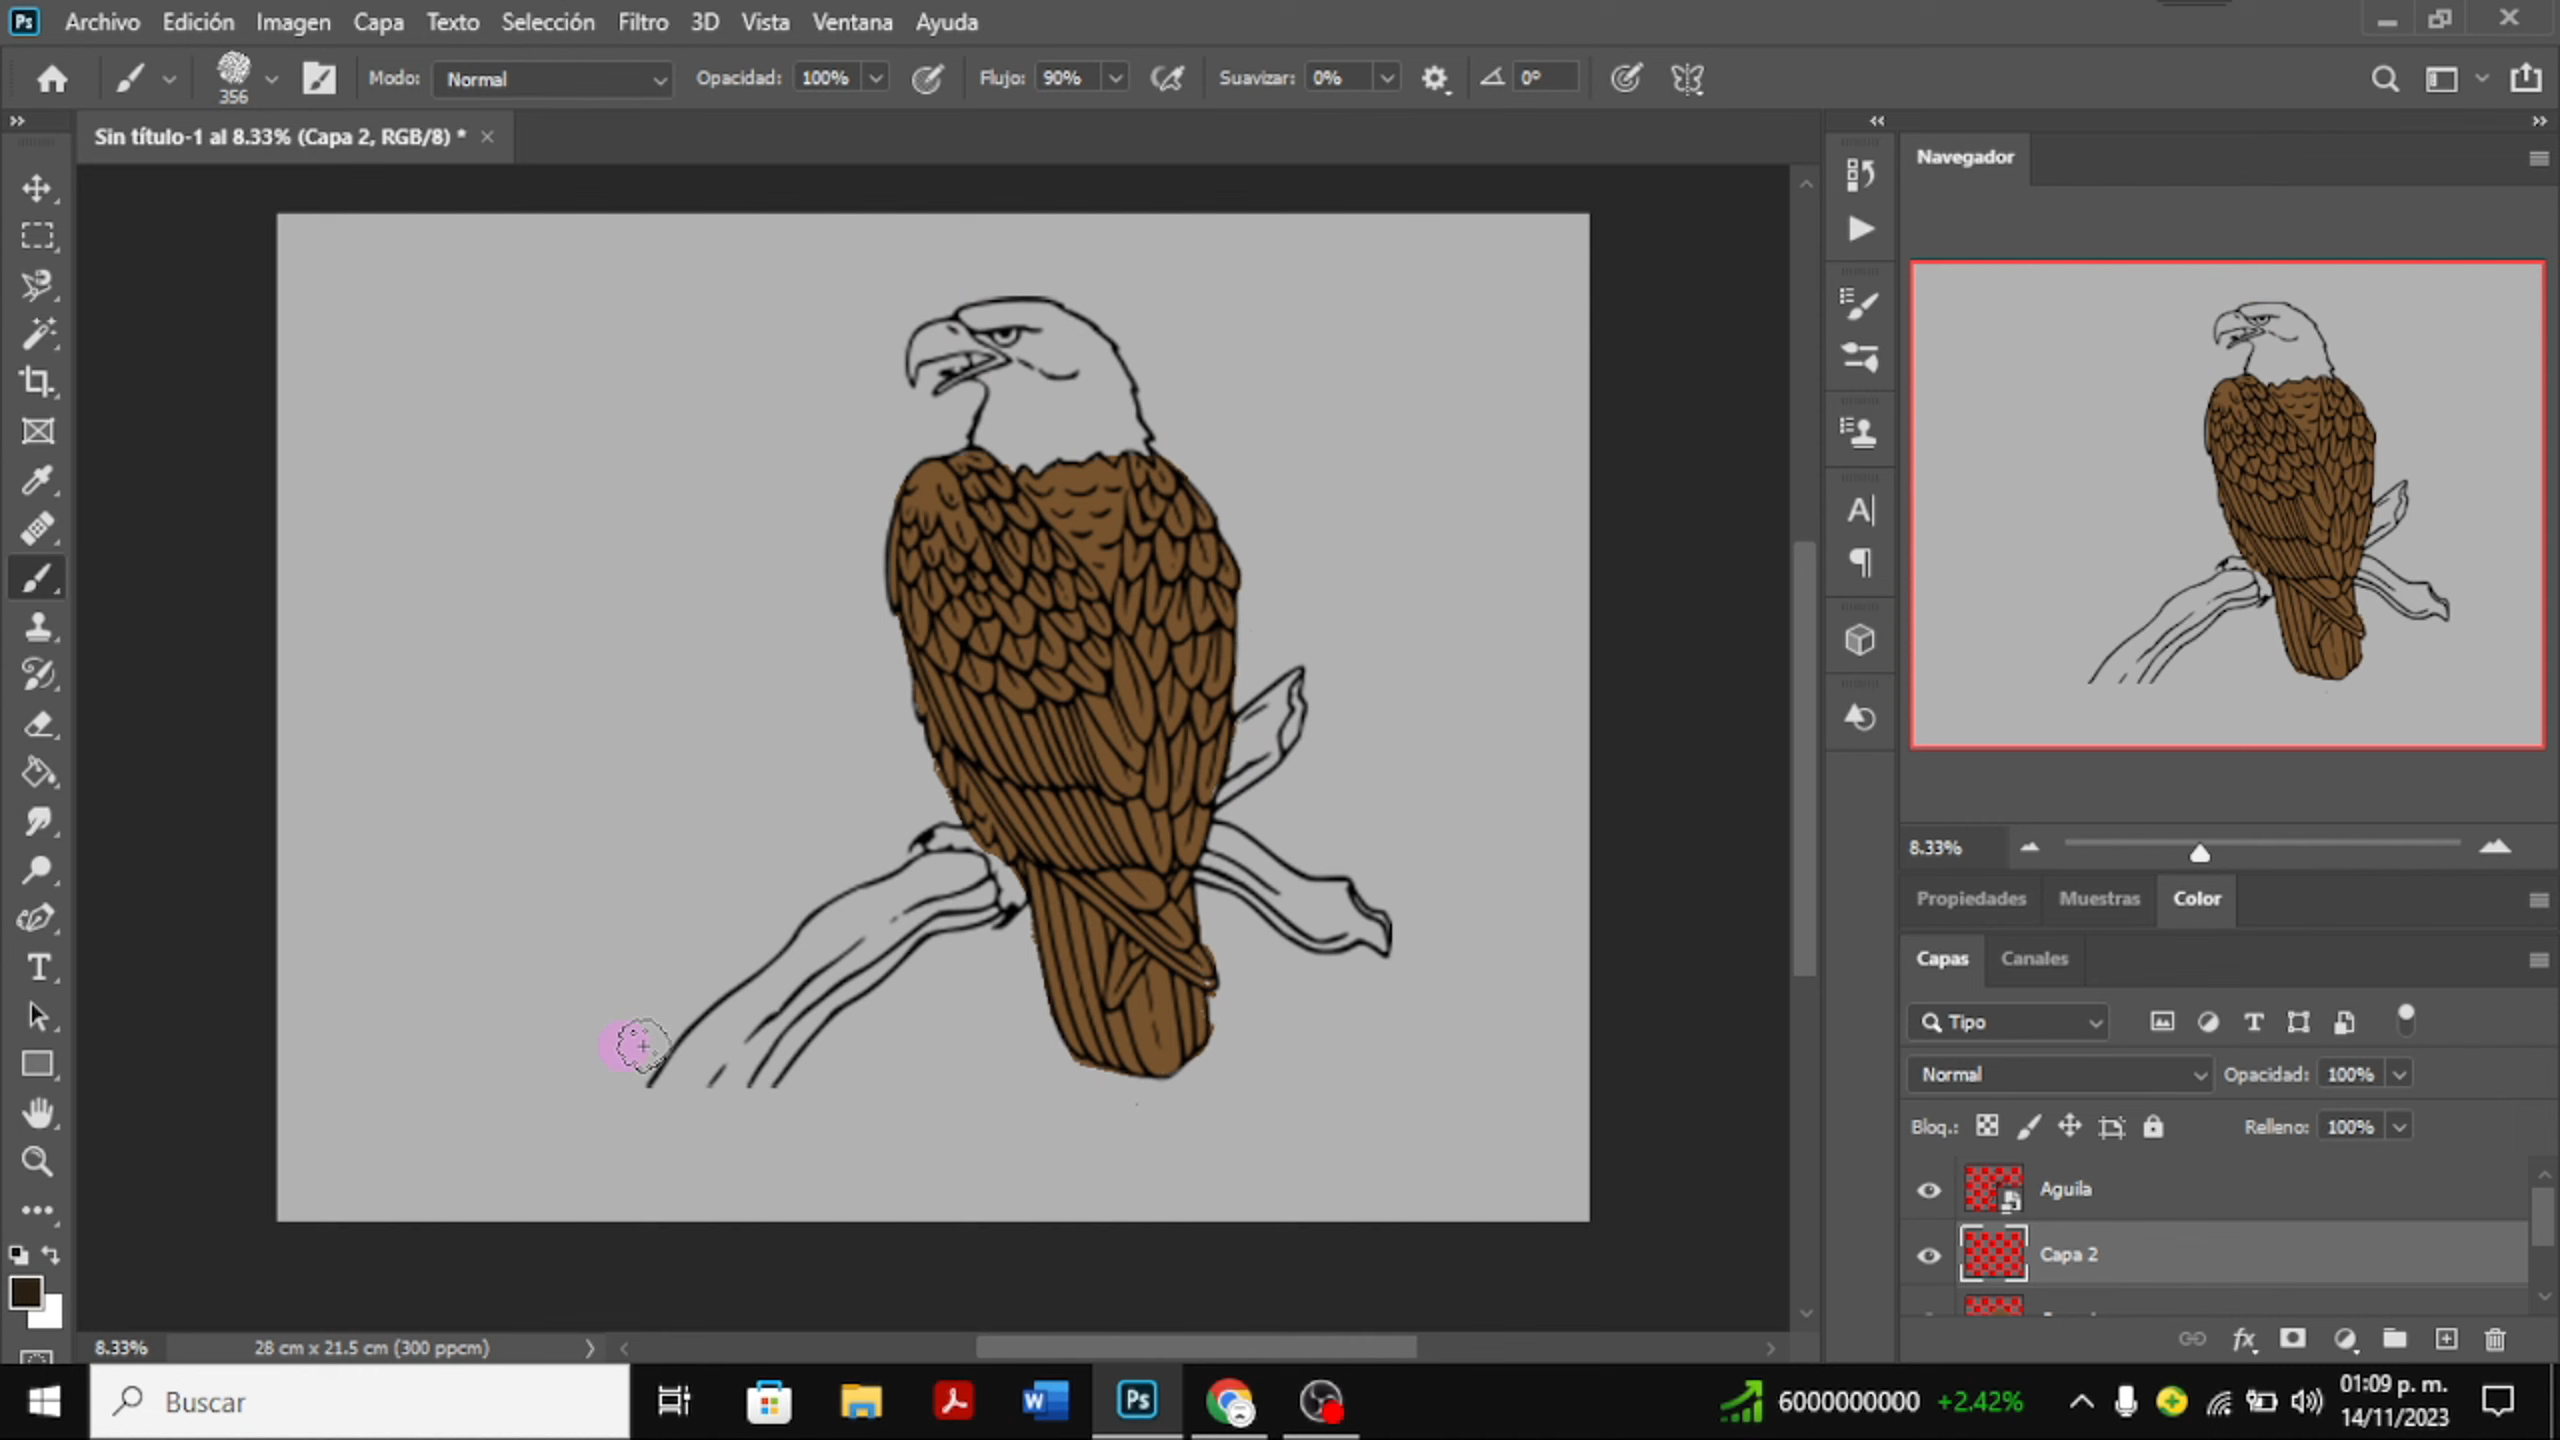 Ps Archivo Edición Imagen Capa Texto Selección Filtro 3D Vista Ventana Ayuda
356 Modo: Normal Opacidad: 100% Flujo: 90% Suavizar: 0% 0°
Sin título-1 al 8.33% (Capa 2, RGB/8) *
Navegador
8.33%
Propiedades Muestras Color
Capas Canales
Tipo
Normal Opacidad: 100%
Bloq.: Relleno: 100%
Aguila
Capa 2
8.33% 28 cm x 21.5 cm (300 ppcm)
Buscar
W Ps
6000000000 +2.42%
01:09 p. m.
14/11/2023